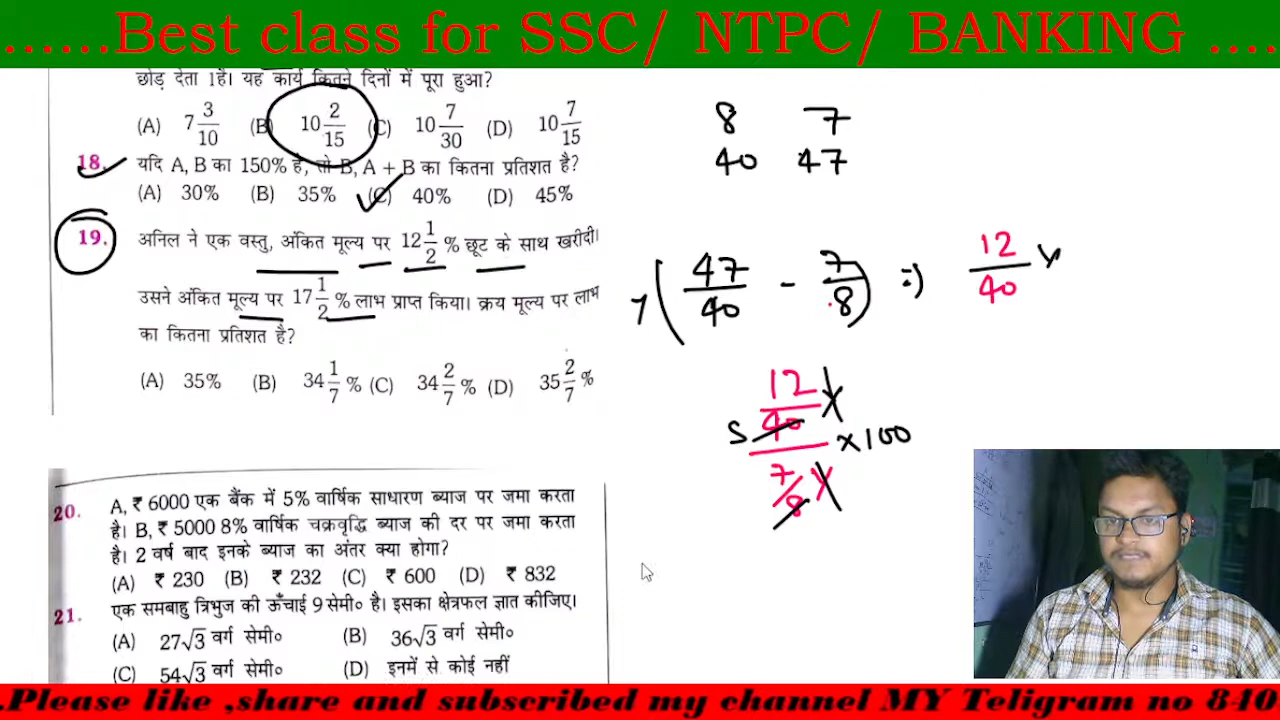 ......Best class for SSC/ NTPC/ BANKING ....
छोड़ देता 1है। यह कार्य कितने दिनों में पूरा हुआ?
(A) 7 3/10 (B) 10 2/15 (C) 10 7/30 (D) 10 7/15
18. यदि A, B का 150% है, तो B, A + B का कितना प्रतिशत है?
(A) 30% (B) 35% (C) 40% (D) 45%
19. अनिल ने एक वस्तु, अंकित मूल्य पर 12 1/2 % छूट के साथ खरीदी।
उसने अंकित मूल्य पर 17 1/2 % लाभ प्राप्त किया। क्रय मूल्य पर लाभ
का कितना प्रतिशत है?
(A) 35% (B) 34 1/7 % (C) 34 2/7 % (D) 35 2/7 %
20. A, ₹ 6000 एक बैंक में 5% वार्षिक साधारण ब्याज पर जमा करता
है। B, ₹ 5000 8% वार्षिक चक्रवृद्धि ब्याज की दर पर जमा करता
है। 2 वर्ष बाद इनके ब्याज का अंतर क्या होगा?
(A) ₹ 230 (B) ₹ 232 (C) ₹ 600 (D) ₹ 832
21. एक समबाहु त्रिभुज की ऊँचाई 9 सेमी० है। इसका क्षेत्रफल ज्ञात कीजिए।
(A) 27√3 वर्ग सेमी० (B) 36√3 वर्ग सेमी०
(C) 54√3 वर्ग सेमी० (D) इनमें से कोई नहीं
8 7
40 47
( 47/40 - 7/8 ) 12/40
12
5 40 × 100
7/8
.Please like ,share and subscribed my channel MY Teligram no 840